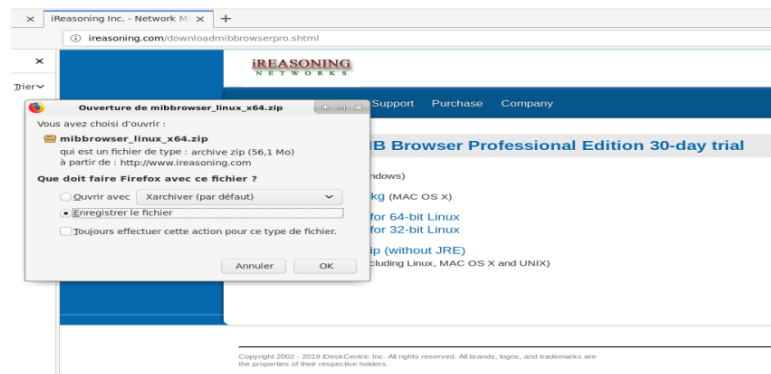 iReasoning Inc. - Network M
ireasoning.com/downloadmibbrowserpro.shtml
iREASONING
NETWORKS
Trier
Support Purchase Company
Ouverture de mibbrowser_linux_x64.zip
Vous avez choisi d'ouvrir :
mibbrowser_linux_x64.zip
qui est un fichier de type : archive zip (56,1 Mo)
à partir de : http://www.ireasoning.com
Que doit faire Firefox avec ce fichier ?
Ouvrir avec Xarchiver (par défaut)
Enregistrer le fichier
Toujours effectuer cette action pour ce type de fichier.
Annuler OK
IB Browser Professional Edition 30-day trial
ndows)
kg (MAC OS X)
for 64-bit Linux
for 32-bit Linux
ip (without JRE)
cluding Linux, MAC OS X and UNIX)
Copyright 2002 - 2019 iDeskCentric Inc. All rights reserved. All brands, logos, and trademarks are
the properties of their respective holders.